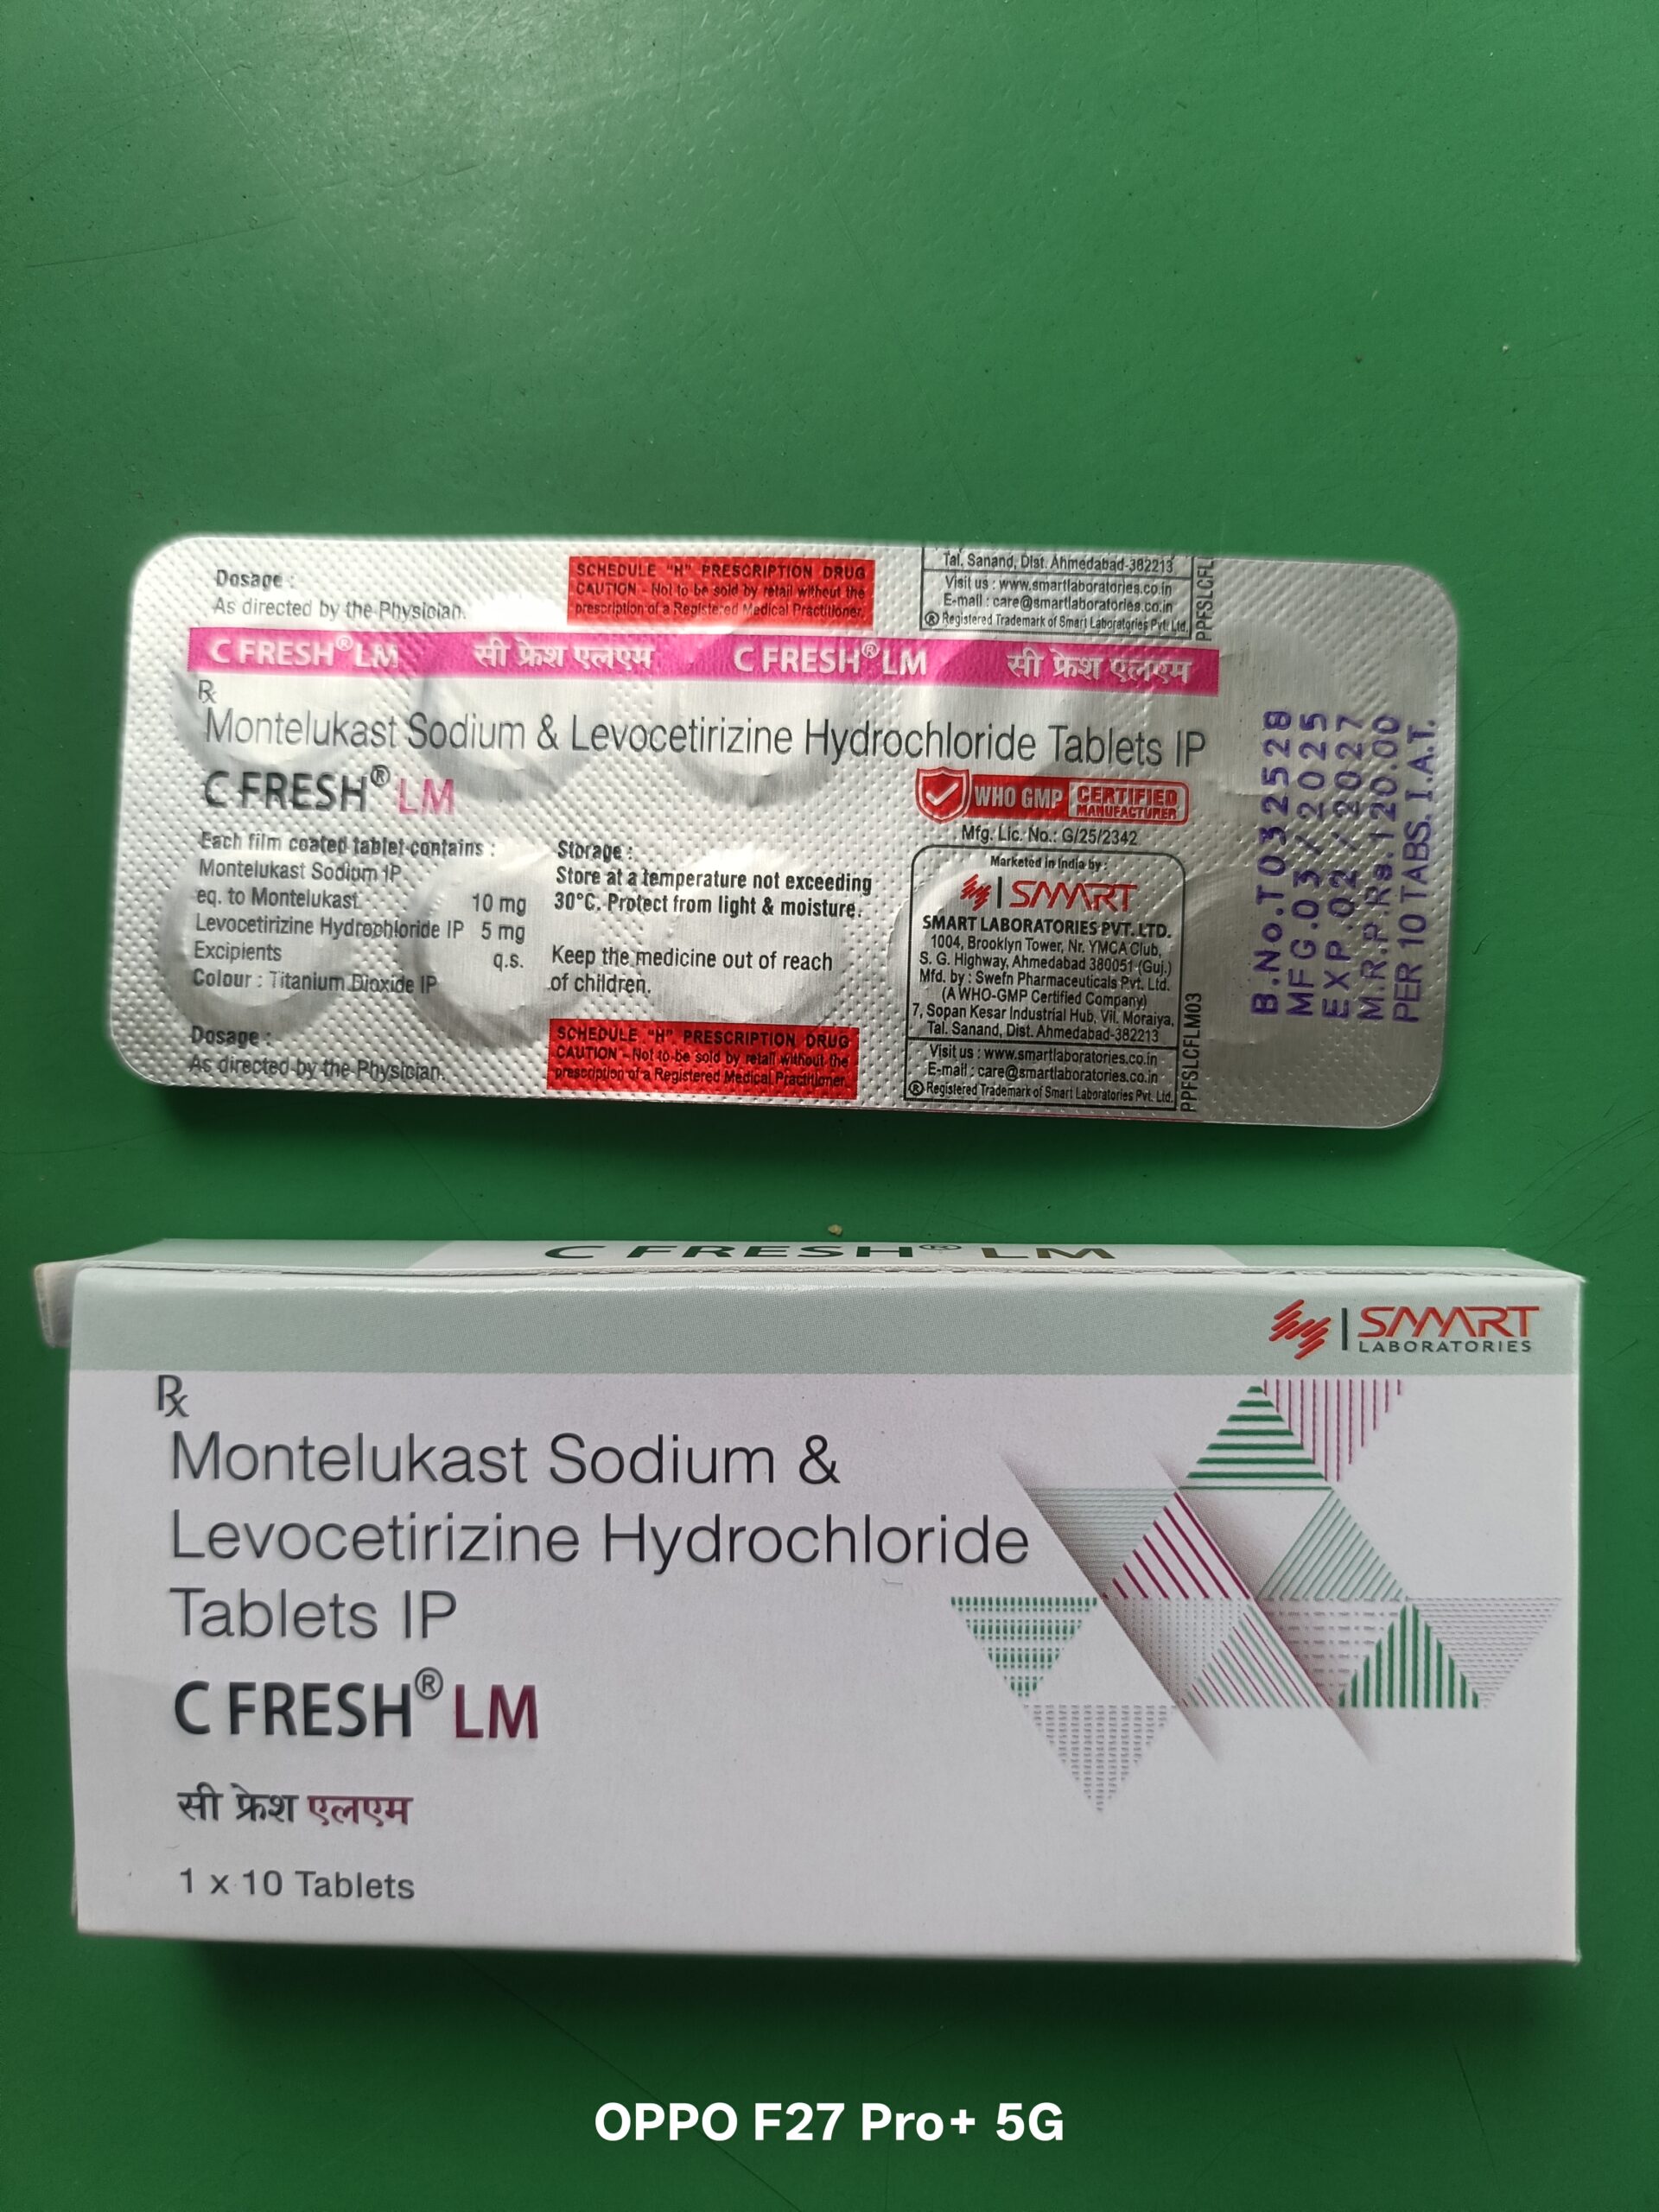 Dosage :
As directed by the Physician.
SCHEDULE "H" PRESCRIPTION DRUG
CAUTION - Not to be sold by retail without the
prescription of a Registered Medical Practitioner.
Tal. Sanand, Dist. Ahmedabad-382213
Visit us : www.smartlaboratories.co.in
E-mail : care@smartlaboratories.co.in
® Registered Trademark of Smart Laboratories Pvt. Ltd.
PPFSLCFL
C FRESH® LM सी फ्रेश एलएम C FRESH® LM सी फ्रेश एलएम
Rx
Montelukast Sodium & Levocetirizine Hydrochloride Tablets IP
C FRESH® LM
Each film coated tablet contains :
Montelukast Sodium IP
eq. to Montelukast 10 mg
Levocetirizine Hydrochloride IP 5 mg
Excipients q.s.
Colour : Titanium Dioxide IP
Dosage :
As directed by the Physician.
Storage :
Store at a temperature not exceeding
30°C. Protect from light & moisture.
Keep the medicine out of reach
of children.
SCHEDULE "H" PRESCRIPTION DRUG
CAUTION - Not to be sold by retail without the
prescription of a Registered Medical Practitioner.
WHO GMP CERTIFIED
MANUFACTURER
Mfg. Lic. No.: G/25/2342
Marketed in India by :
SMART
SMART LABORATORIES PVT. LTD.
1004, Brooklyn Tower, Nr. YMCA Club,
S. G. Highway, Ahmedabad 380051 (Guj.)
Mfd. by : Swefn Pharmaceuticals Pvt. Ltd.
(A WHO-GMP Certified Company)
7, Sopan Kesar Industrial Hub, Vil. Moraiya,
Tal. Sanand, Dist. Ahmedabad-382213
Visit us : www.smartlaboratories.co.in
E-mail : care@smartlaboratories.co.in
® Registered Trademark of Smart Laboratories Pvt. Ltd.
PPFSLCFLM03
B.No.T032528
MFG.03/2025
EXP.02/2027
M.R.P.Rs.120.00
PER 10 TABS.I.A.T.
C FRESH® LM
SMART
LABORATORIES
Rx
Montelukast Sodium &
Levocetirizine Hydrochloride
Tablets IP
C FRESH® LM
सी फ्रेश एलएम
1 x 10 Tablets
OPPO F27 Pro+ 5G